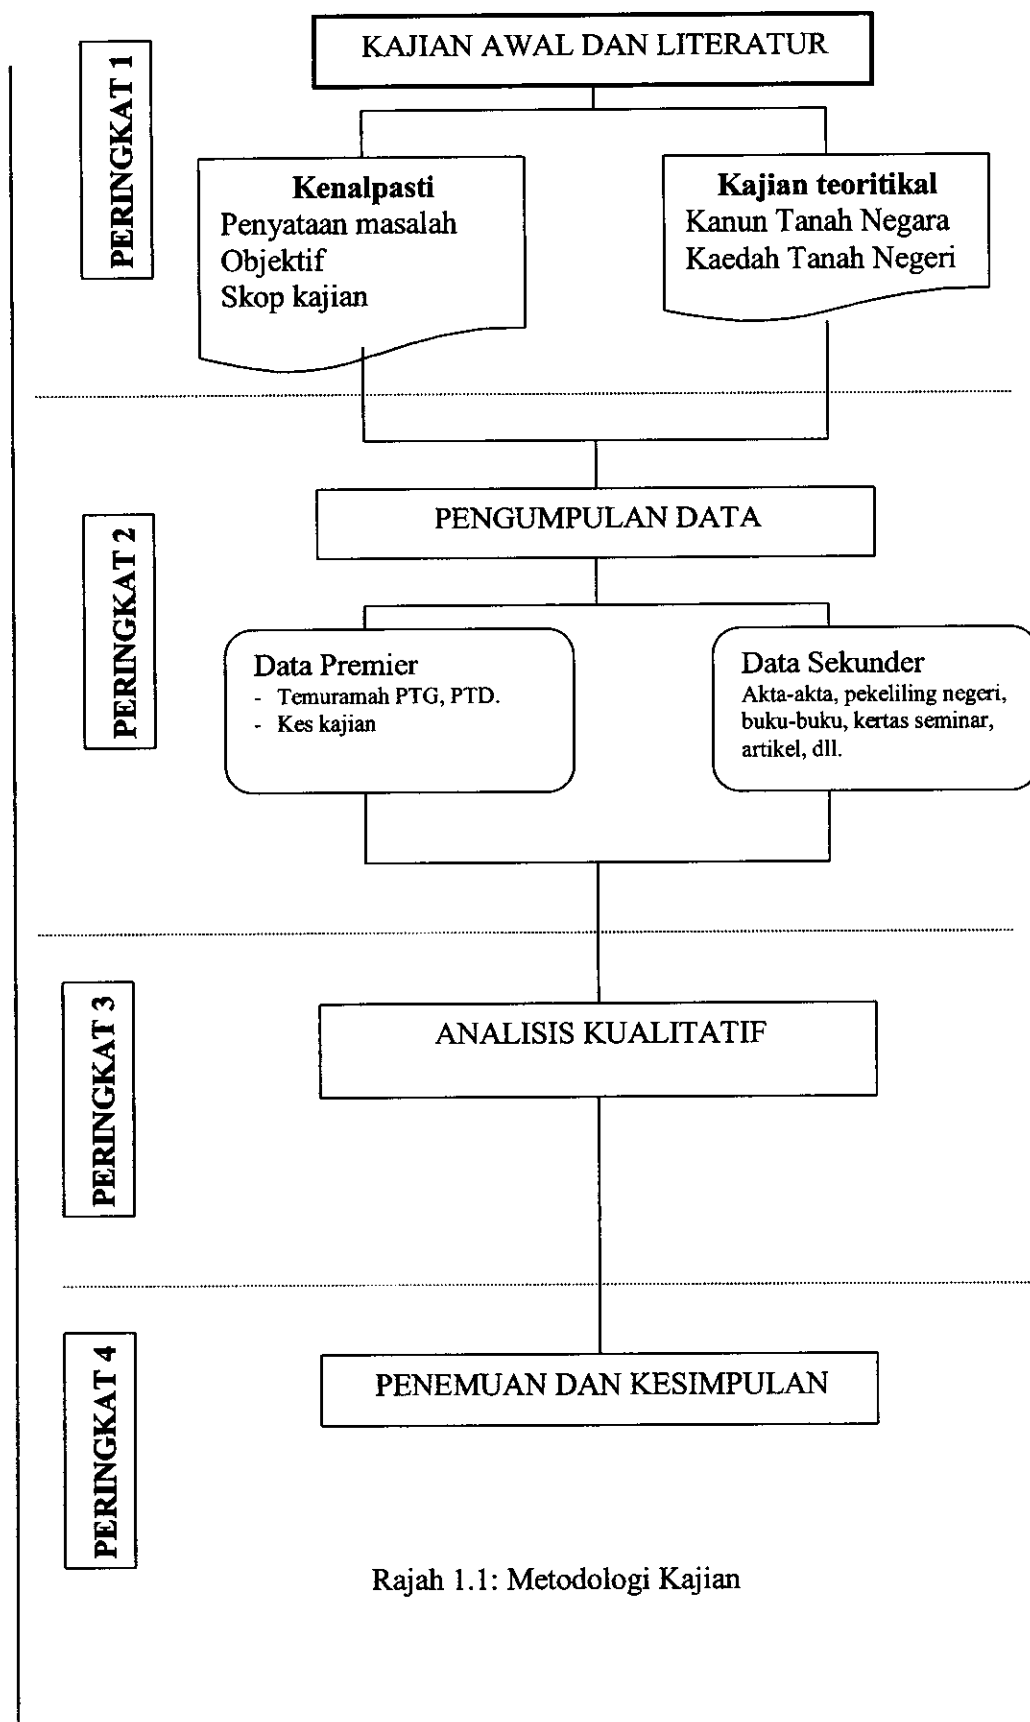 PERINGKAT 1
KAJIAN AWAL DAN LITERATUR
Kenalpasti
Penyataan masalah
Objektif
Skop kajian
Kajian teoritikal
Kanun Tanah Negara
Kaedah Tanah Negeri
PERINGKAT 2
PENGUMPULAN DATA
Data Premier
- Temuramah PTG, PTD.
- Kes kajian
Data Sekunder
Akta-akta, pekeliling negeri,
buku-buku, kertas seminar,
artikel, dll.
PERINGKAT 3
ANALISIS KUALITATIF
PERINGKAT 4
PENEMUAN DAN KESIMPULAN
Rajah 1.1: Metodologi Kajian